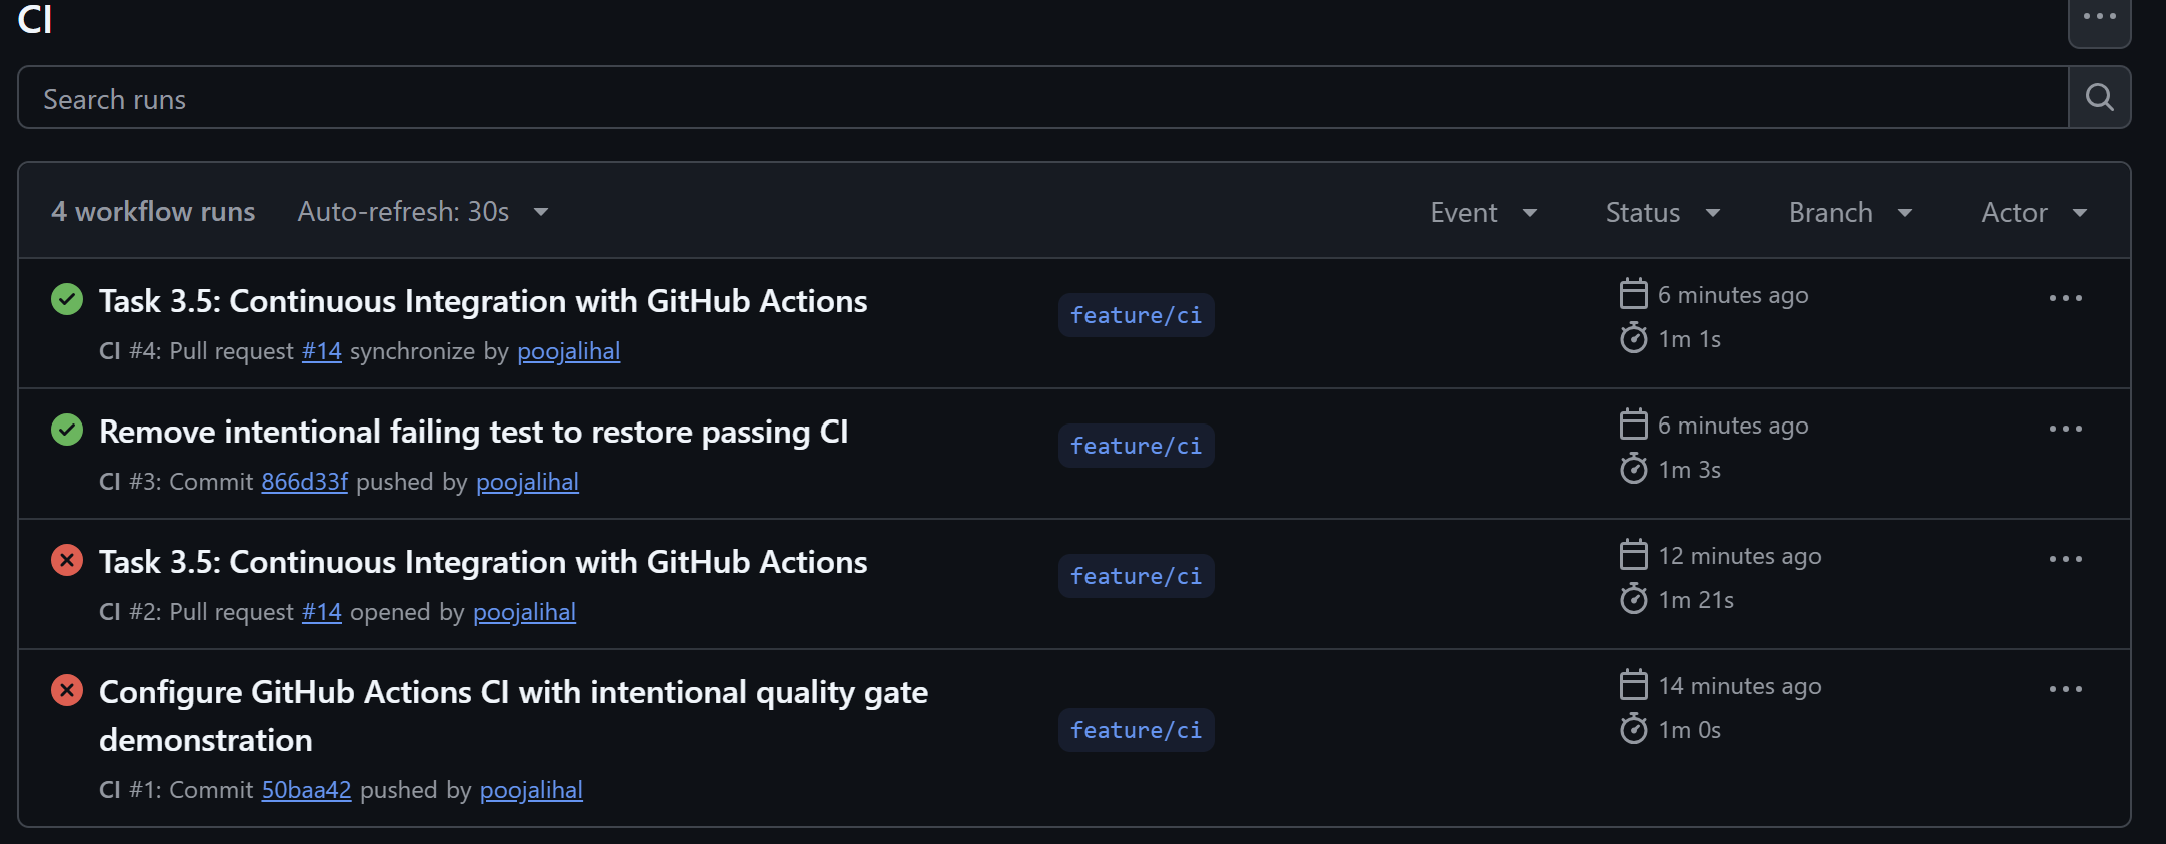 CI
Search runs
4 workflow runs Auto-refresh: 30s Event Status Branch Actor
Task 3.5: Continuous Integration with GitHub Actions
CI #4: Pull request #14 synchronize by poojalihal
feature/ci
6 minutes ago
1m 1s
Remove intentional failing test to restore passing CI
CI #3: Commit 866d33f pushed by poojalihal
feature/ci
6 minutes ago
1m 3s
Task 3.5: Continuous Integration with GitHub Actions
CI #2: Pull request #14 opened by poojalihal
feature/ci
12 minutes ago
1m 21s
Configure GitHub Actions CI with intentional quality gate
demonstration
CI #1: Commit 50baa42 pushed by poojalihal
feature/ci
14 minutes ago
1m 0s